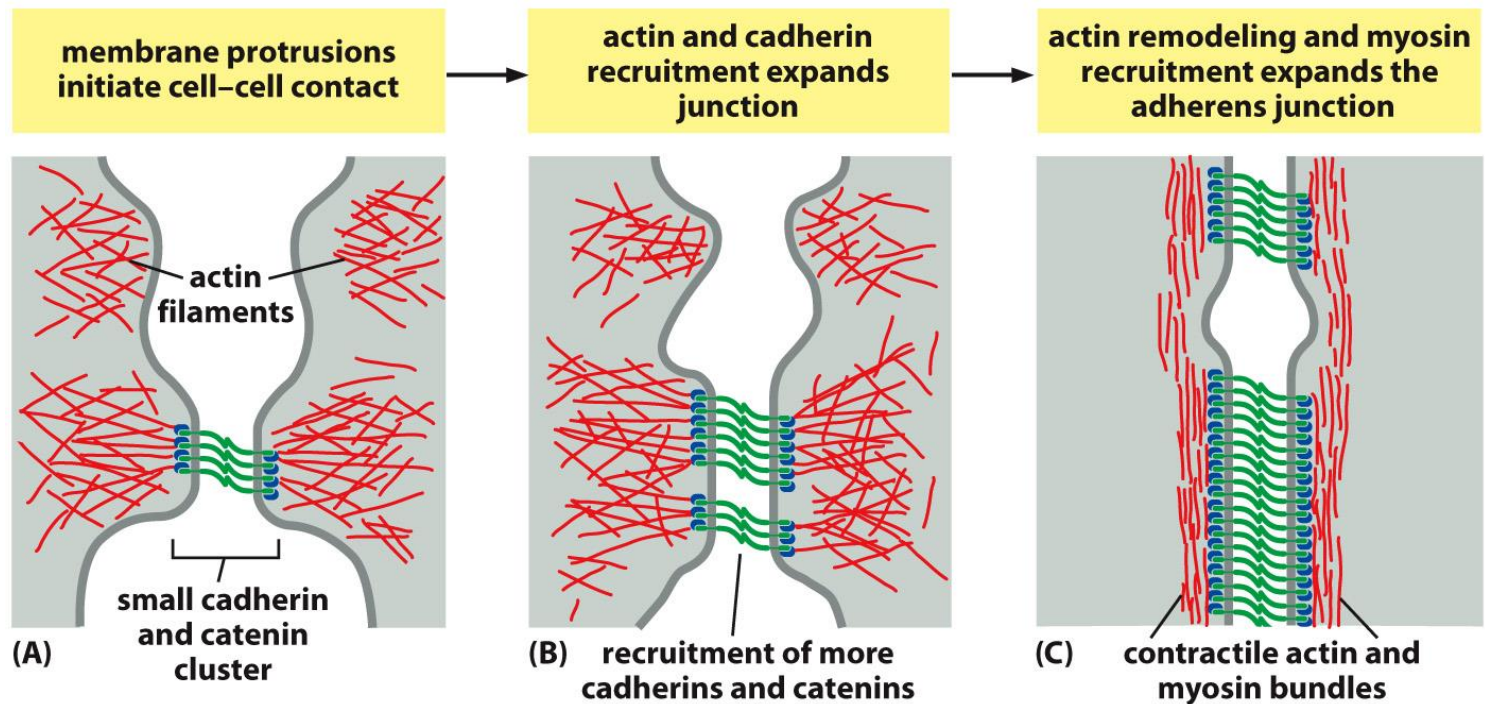 membrane protrusions
initiate cell–cell contact
actin and cadherin
recruitment expands
junction
actin remodeling and myosin
recruitment expands the
adherens junction
actin
filaments
small cadherin
and catenin
cluster
(A)
(B)
recruitment of more
cadherins and catenins
(C)
contractile actin and
myosin bundles